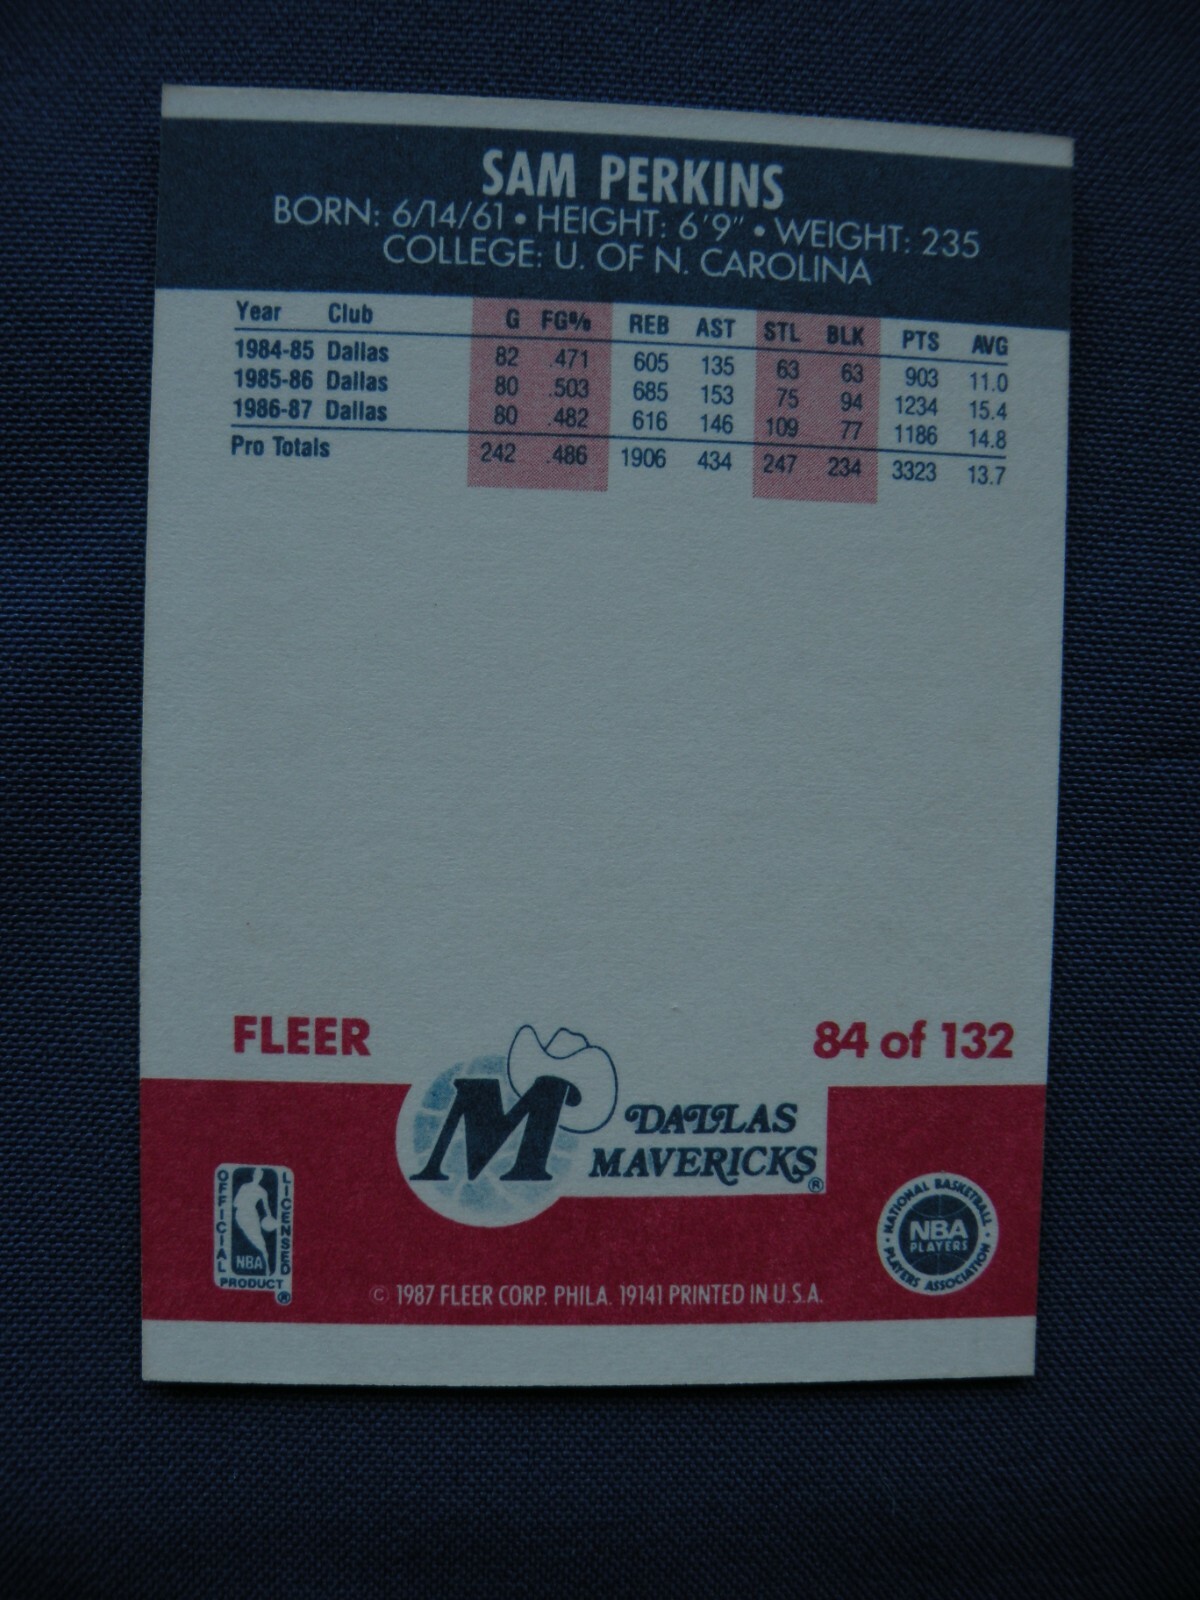 SAM PERKINS
BORN: 6/14/61 • HEIGHT: 6'9" • WEIGHT: 235
COLLEGE: U. OF N. CAROLINA
Year Club G FG% REB AST STL BLK PTS AVG
1984-85 Dallas 82 .471 605 135 63 63 903 11.0
1985-86 Dallas 80 .503 685 153 75 94 1234 15.4
1986-87 Dallas 80 .482 616 146 109 77 1186 14.8
Pro Totals 242 .486 1906 434 247 234 3323 13.7
FLEER
84 of 132
M DALLAS
MAVERICKS®
OFFICIAL LICENSED
NBA
PRODUCT ®
NATIONAL BASKETBALL
NBA
PLAYERS
PLAYERS ASSOCIATION
© 1987 FLEER CORP. PHILA. 19141 PRINTED IN U.S.A.